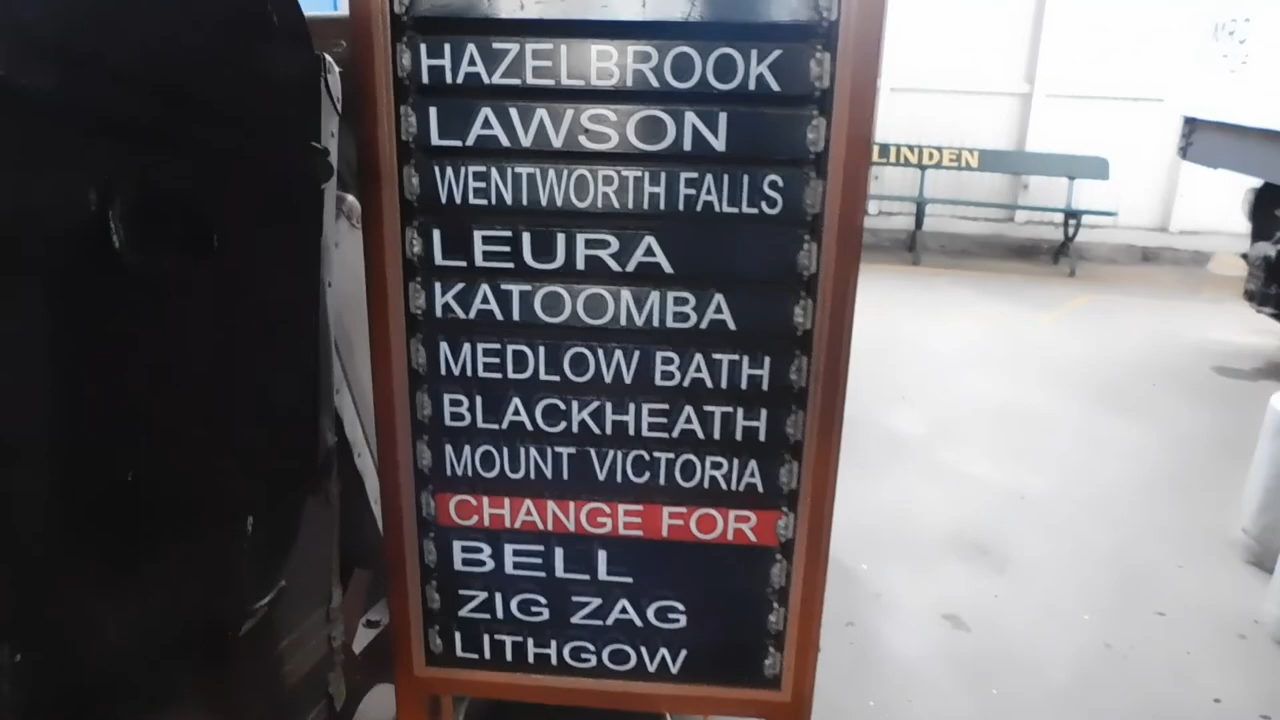 HAZELBROOK
LAWSON
WENTWORTH FALLS
LEURA
KATOOMBA
MEDLOW BATH
BLACKHEATH
MOUNT VICTORIA
CHANGE FOR
BELL
ZIG ZAG
LITHGOW
LINDEN